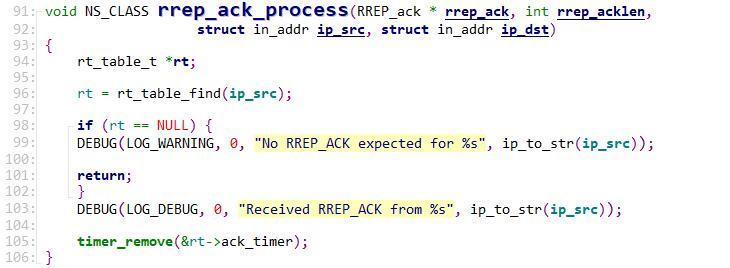 91: void NS_CLASS rrep_ack_process(RREP_ack * rrep_ack, int rrep_acklen,
92:                    struct in_addr ip_src, struct in_addr ip_dst)
93: {
94:     rt_table_t *rt;
95:
96:     rt = rt_table_find(ip_src);
97:
98:     if (rt == NULL) {
99:     DEBUG(LOG_WARNING, 0, "No RREP_ACK expected for %s", ip_to_str(ip_src));
100:
101:     return;
102:     }
103:     DEBUG(LOG_DEBUG, 0, "Received RREP_ACK from %s", ip_to_str(ip_src));
104:
105:     timer_remove(&rt->ack_timer);
106: }